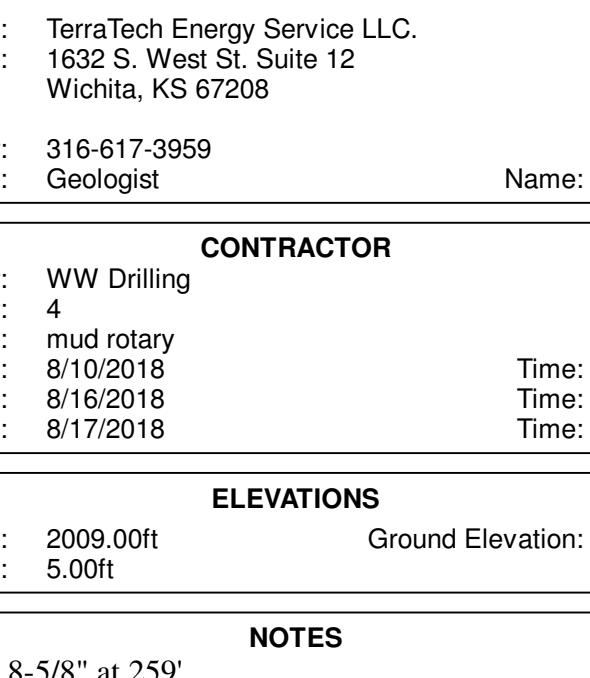 : TerraTech Energy Service LLC.
: 1632 S. West St. Suite 12
Wichita, KS 67208
: 316-617-3959
: Geologist Name:
CONTRACTOR
: WW Drilling
: 4
: mud rotary
: 8/10/2018 Time:
: 8/16/2018 Time:
: 8/17/2018 Time:
ELEVATIONS
: 2009.00ft Ground Elevation:
: 5.00ft
NOTES
8-5/8" at 259'